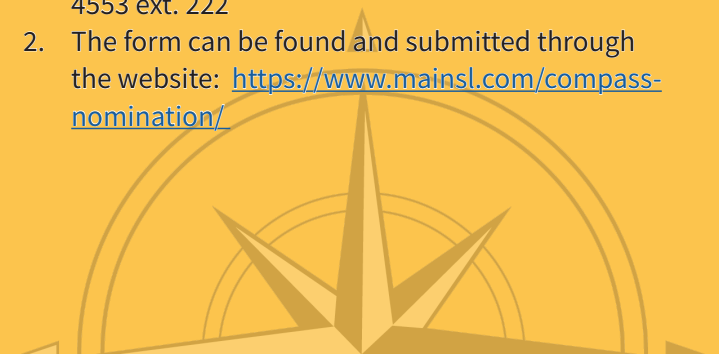 4553 ext. 222
2. The form can be found and submitted through
the website: https://www.mainsl.com/compass-
nomination/